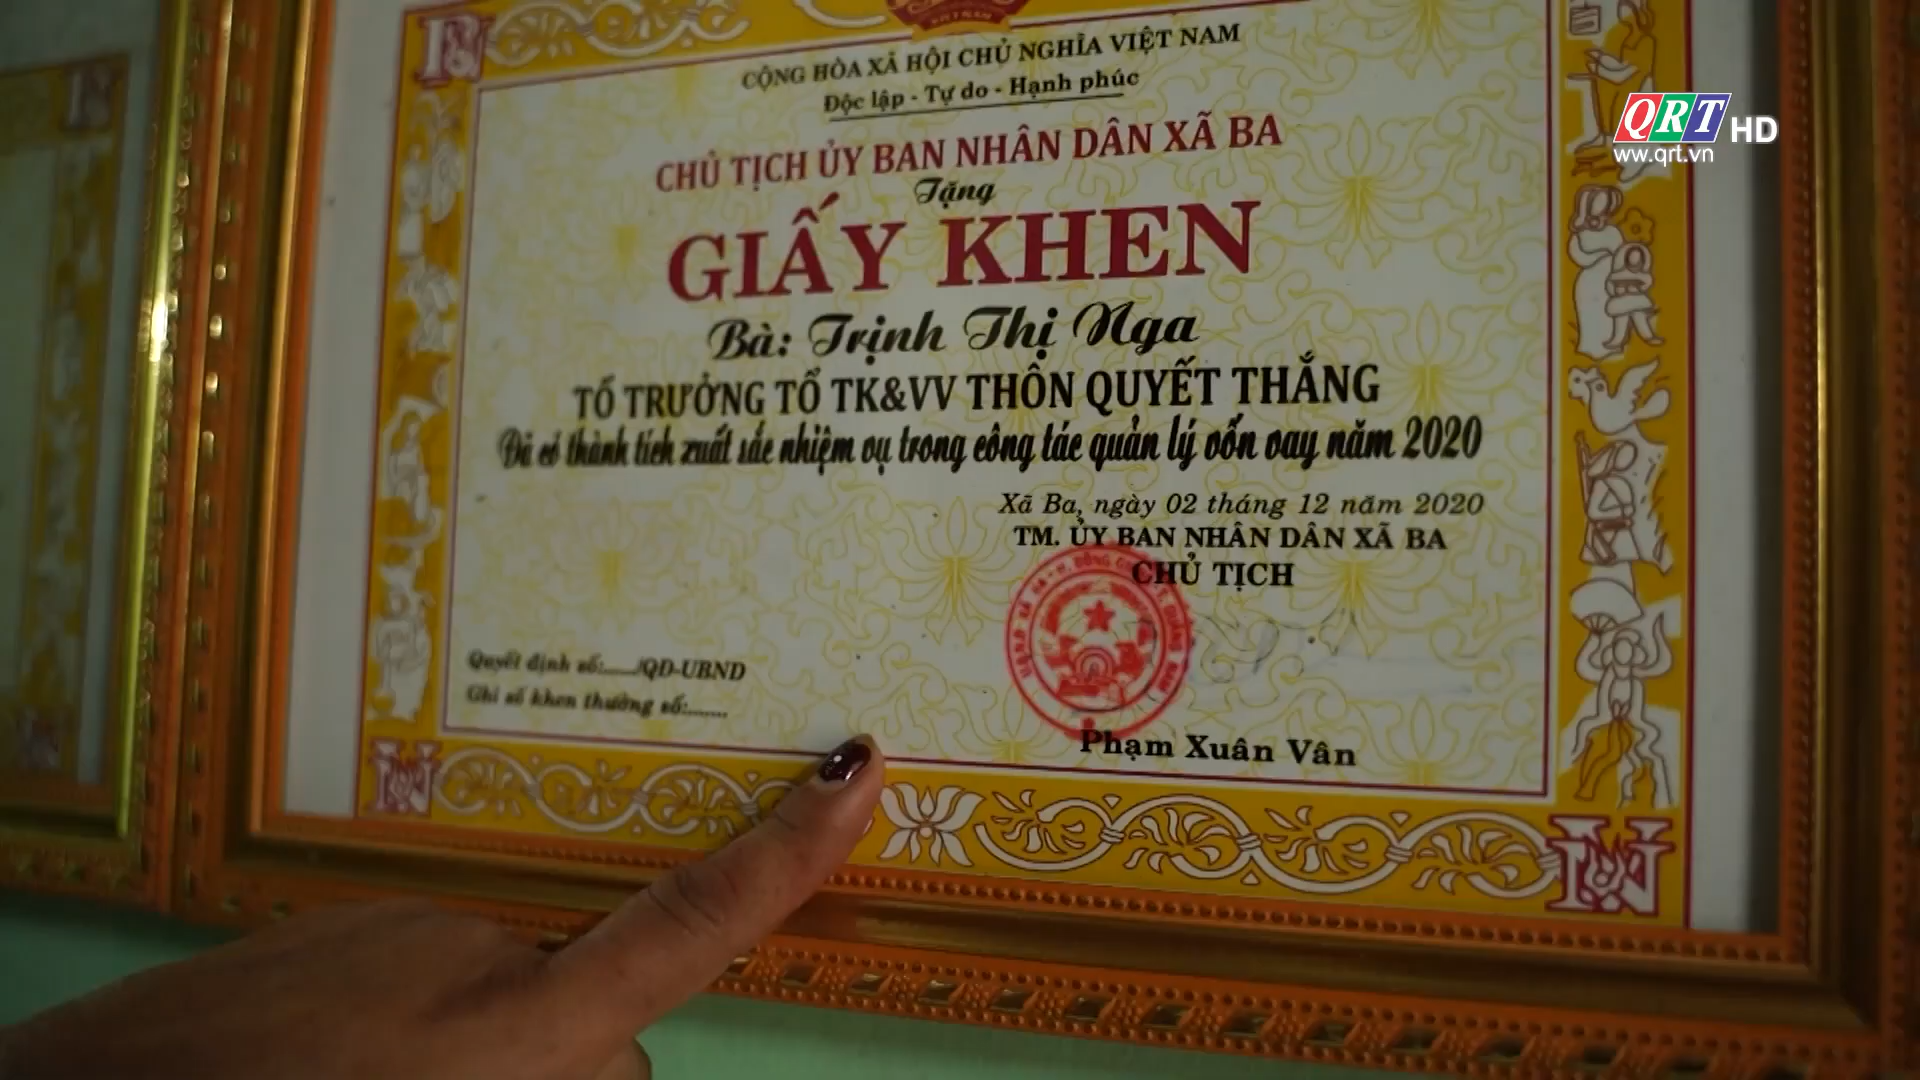 CỘNG HÒA XÃ HỘI CHỦ NGHĨA VIỆT NAM
Độc lập - Tự do - Hạnh phúc
CHỦ TỊCH ỦY BAN NHÂN DÂN XÃ BA
Tặng
GIẤY KHEN
Bà: Trịnh Thị Nga
TỔ TRƯỞNG TỔ TK&VV THÔN QUYẾT THẮNG
Đã có thành tích xuất sắc nhiệm vụ trong công tác quản lý vốn vay năm 2020
Xã Ba, ngày 02 tháng 12 năm 2020
TM. ỦY BAN NHÂN DÂN XÃ BA
CHỦ TỊCH
Quyết định số:....../QD-UBND
Ghi số khen thưởng số:.......
Phạm Xuân Vân
QRT HD
ww.qrt.vn